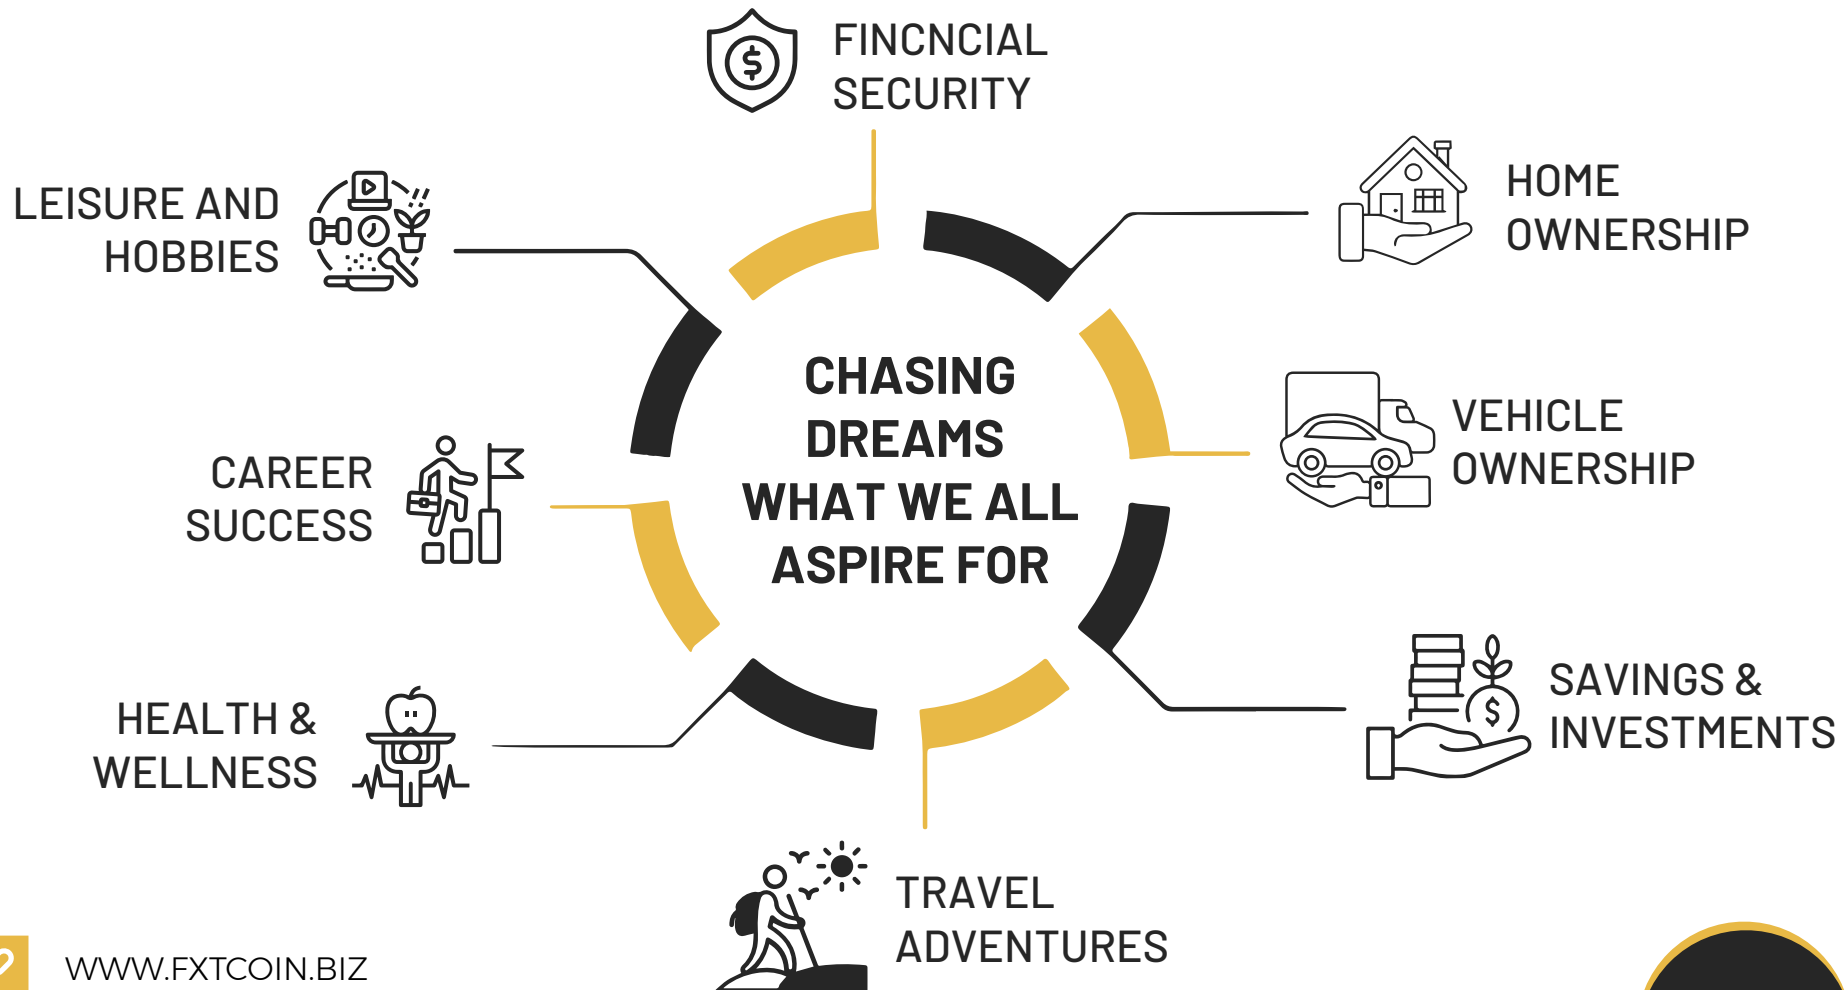 FINCNCIAL
SECURITY
HOME
OWNERSHIP
LEISURE AND
HOBBIES
CHASING
DREAMS
WHAT WE ALL
ASPIRE FOR
VEHICLE
OWNERSHIP
CAREER
SUCCESS
SAVINGS &
INVESTMENTS
HEALTH &
WELLNESS
TRAVEL
ADVENTURES
WWW.FXTCOIN.BIZ